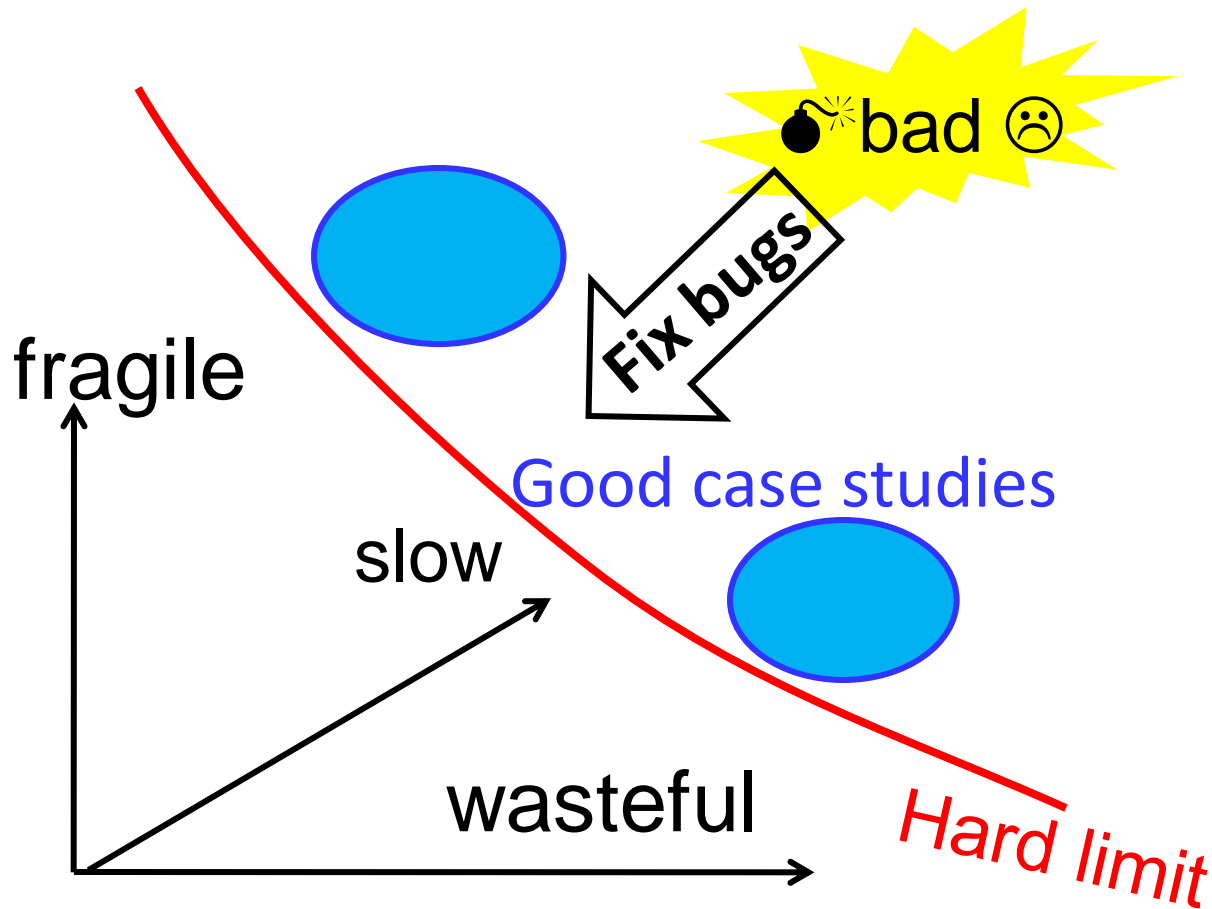 💣bad ☹
Fix bugs
fragile
Good case studies
slow
wasteful
Hard limit